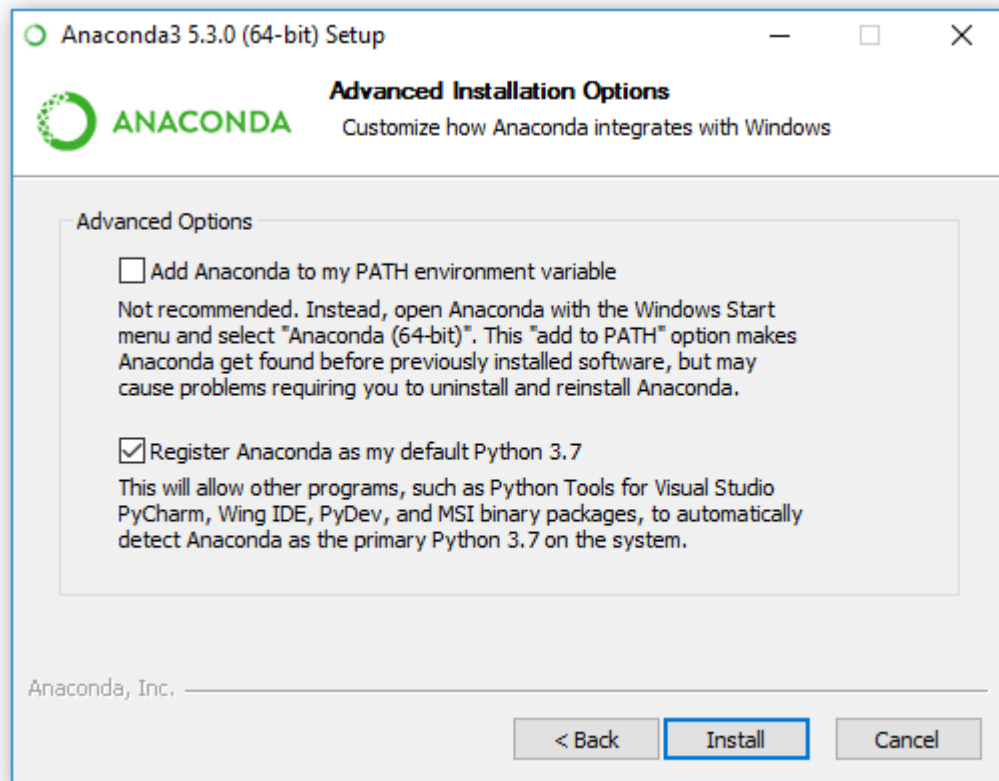 Anaconda3 5.3.0 (64-bit) Setup
ANACONDA
Advanced Installation Options
Customize how Anaconda integrates with Windows
Advanced Options
Add Anaconda to my PATH environment variable
Not recommended. Instead, open Anaconda with the Windows Start
menu and select "Anaconda (64-bit)". This "add to PATH" option makes
Anaconda get found before previously installed software, but may
cause problems requiring you to uninstall and reinstall Anaconda.
Register Anaconda as my default Python 3.7
This will allow other programs, such as Python Tools for Visual Studio
PyCharm, Wing IDE, PyDev, and MSI binary packages, to automatically
detect Anaconda as the primary Python 3.7 on the system.
Anaconda, Inc.
< Back
Install
Cancel